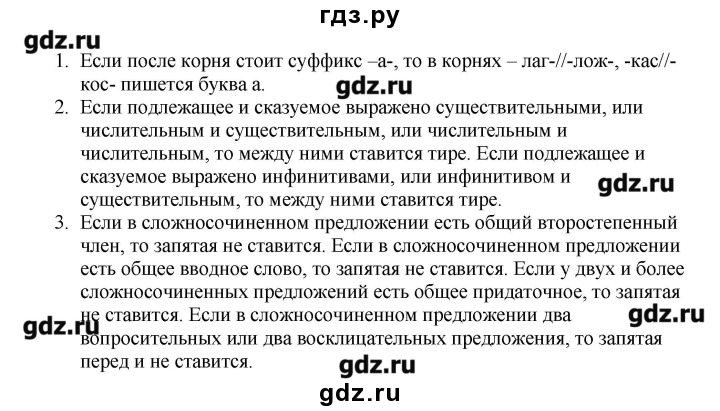 гдз.ру
gdz.ru
1. Если после корня стоит суффикс –а-, то в корнях – лаг-//-лож-, -кас//-
кос- пишется буква а.
gdz.ru
2. Если подлежащее и сказуемое выражено существительными, или
числительным и существительным, или числительным и
числительным, то между ними ставится тире. Если подлежащее и
сказуемое выражено инфинитивами, или инфинитивом и
gdz.ru
существительным, то между ними ставится тире.
3. Если в сложносочиненном предложении есть общий второстепенный
член, то запятая не ставится. Если в сложносочиненном предложении
есть общее вводное слово, то запятая не ставится. Если у двух и более
сложносочиненных предложений есть общее придаточное, то запятая
не ставится. Если в сложносочиненном предложении два
gdz.ru
gdz.ru
вопросительных или два восклицательных предложения, то запятая
перед и не ставится.
gdz.ru
gdz.ru